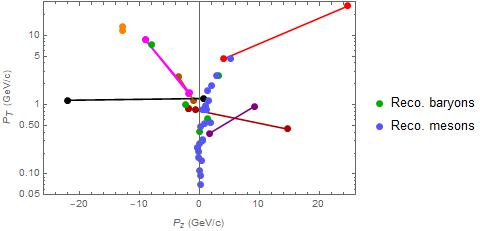 10
5
1
0.50
0.10
0.05
P_T (GeV/c)
−20
−10
0
10
20
P_z (GeV/c)
Reco. baryons
Reco. mesons